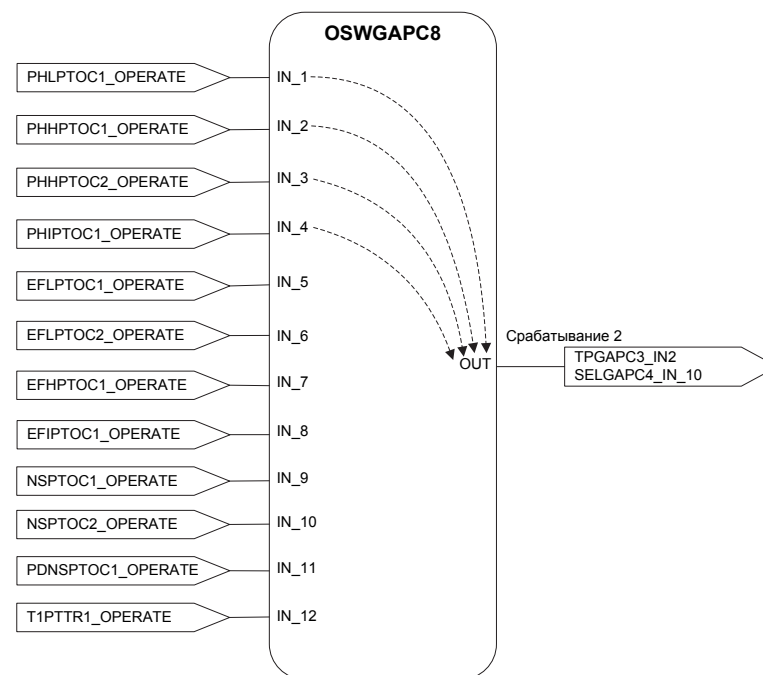 OSWGAPC8
PHLPTOC1_OPERATE
IN_1
PHHPTOC1_OPERATE
IN_2
PHHPTOC2_OPERATE
IN_3
PHIPTOC1_OPERATE
IN_4
EFLPTOC1_OPERATE
IN_5
EFLPTOC2_OPERATE
IN_6
EFHPTOC1_OPERATE
IN_7
EFIPTOC1_OPERATE
IN_8
NSPTOC1_OPERATE
IN_9
NSPTOC2_OPERATE
IN_10
PDNSPTOC1_OPERATE
IN_11
T1PTTR1_OPERATE
IN_12
OUT
Срабатывание 2
TPGAPC3_IN2
SELGAPC4_IN_10